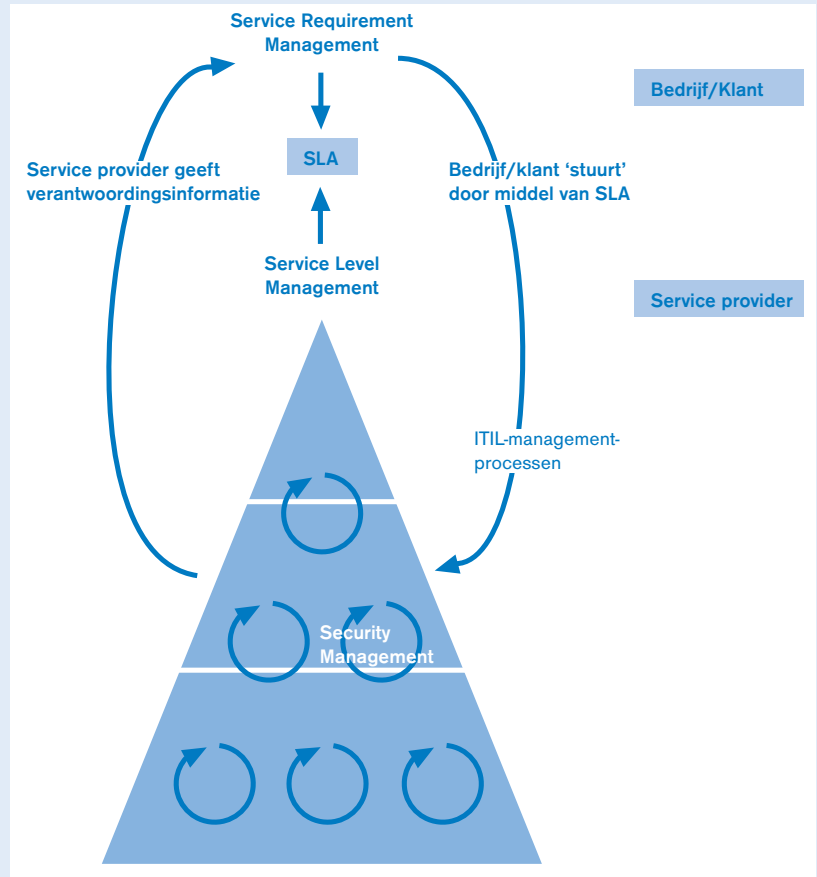 Service Requirement
Management
Bedrijf/Klant
SLA
Service provider geeft
verantwoordingsinformatie
Bedrijf/klant ‘stuurt’
door middel van SLA
Service Level
Management
Service provider
ITIL-management-
processen
Security
Management